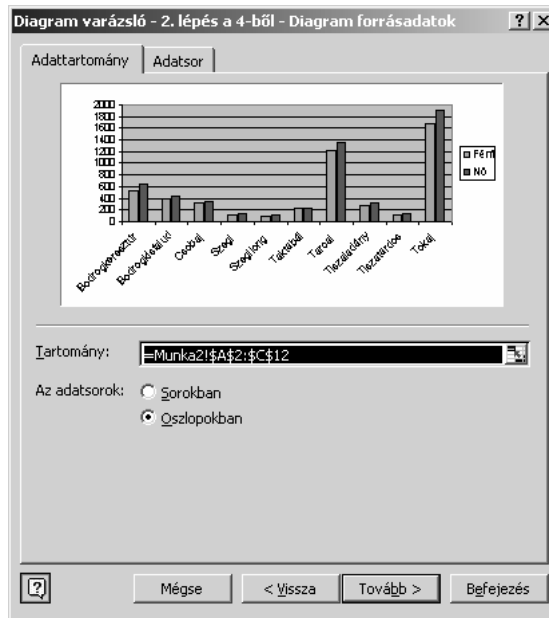 Diagram varázsló - 2. lépés a 4-ből - Diagram forrásadatok
Adattartomány
Adatsor
2000
1800
1600
1400
1200
1000
800
600
400
200
0
Bodrogkeresztúr
Bodrogkisfalud
Csobaj
Szegi
Szegilong
Taktabáj
Tarcal
Tiszaladány
Tiszatardos
Tokaj
Férfi
Nő
Tartomány:
=Munka2!$A$2:$C$12
Az adatsorok:
Sorokban
Oszlopokban
Mégse
< Vissza
Tovább >
Befejezés